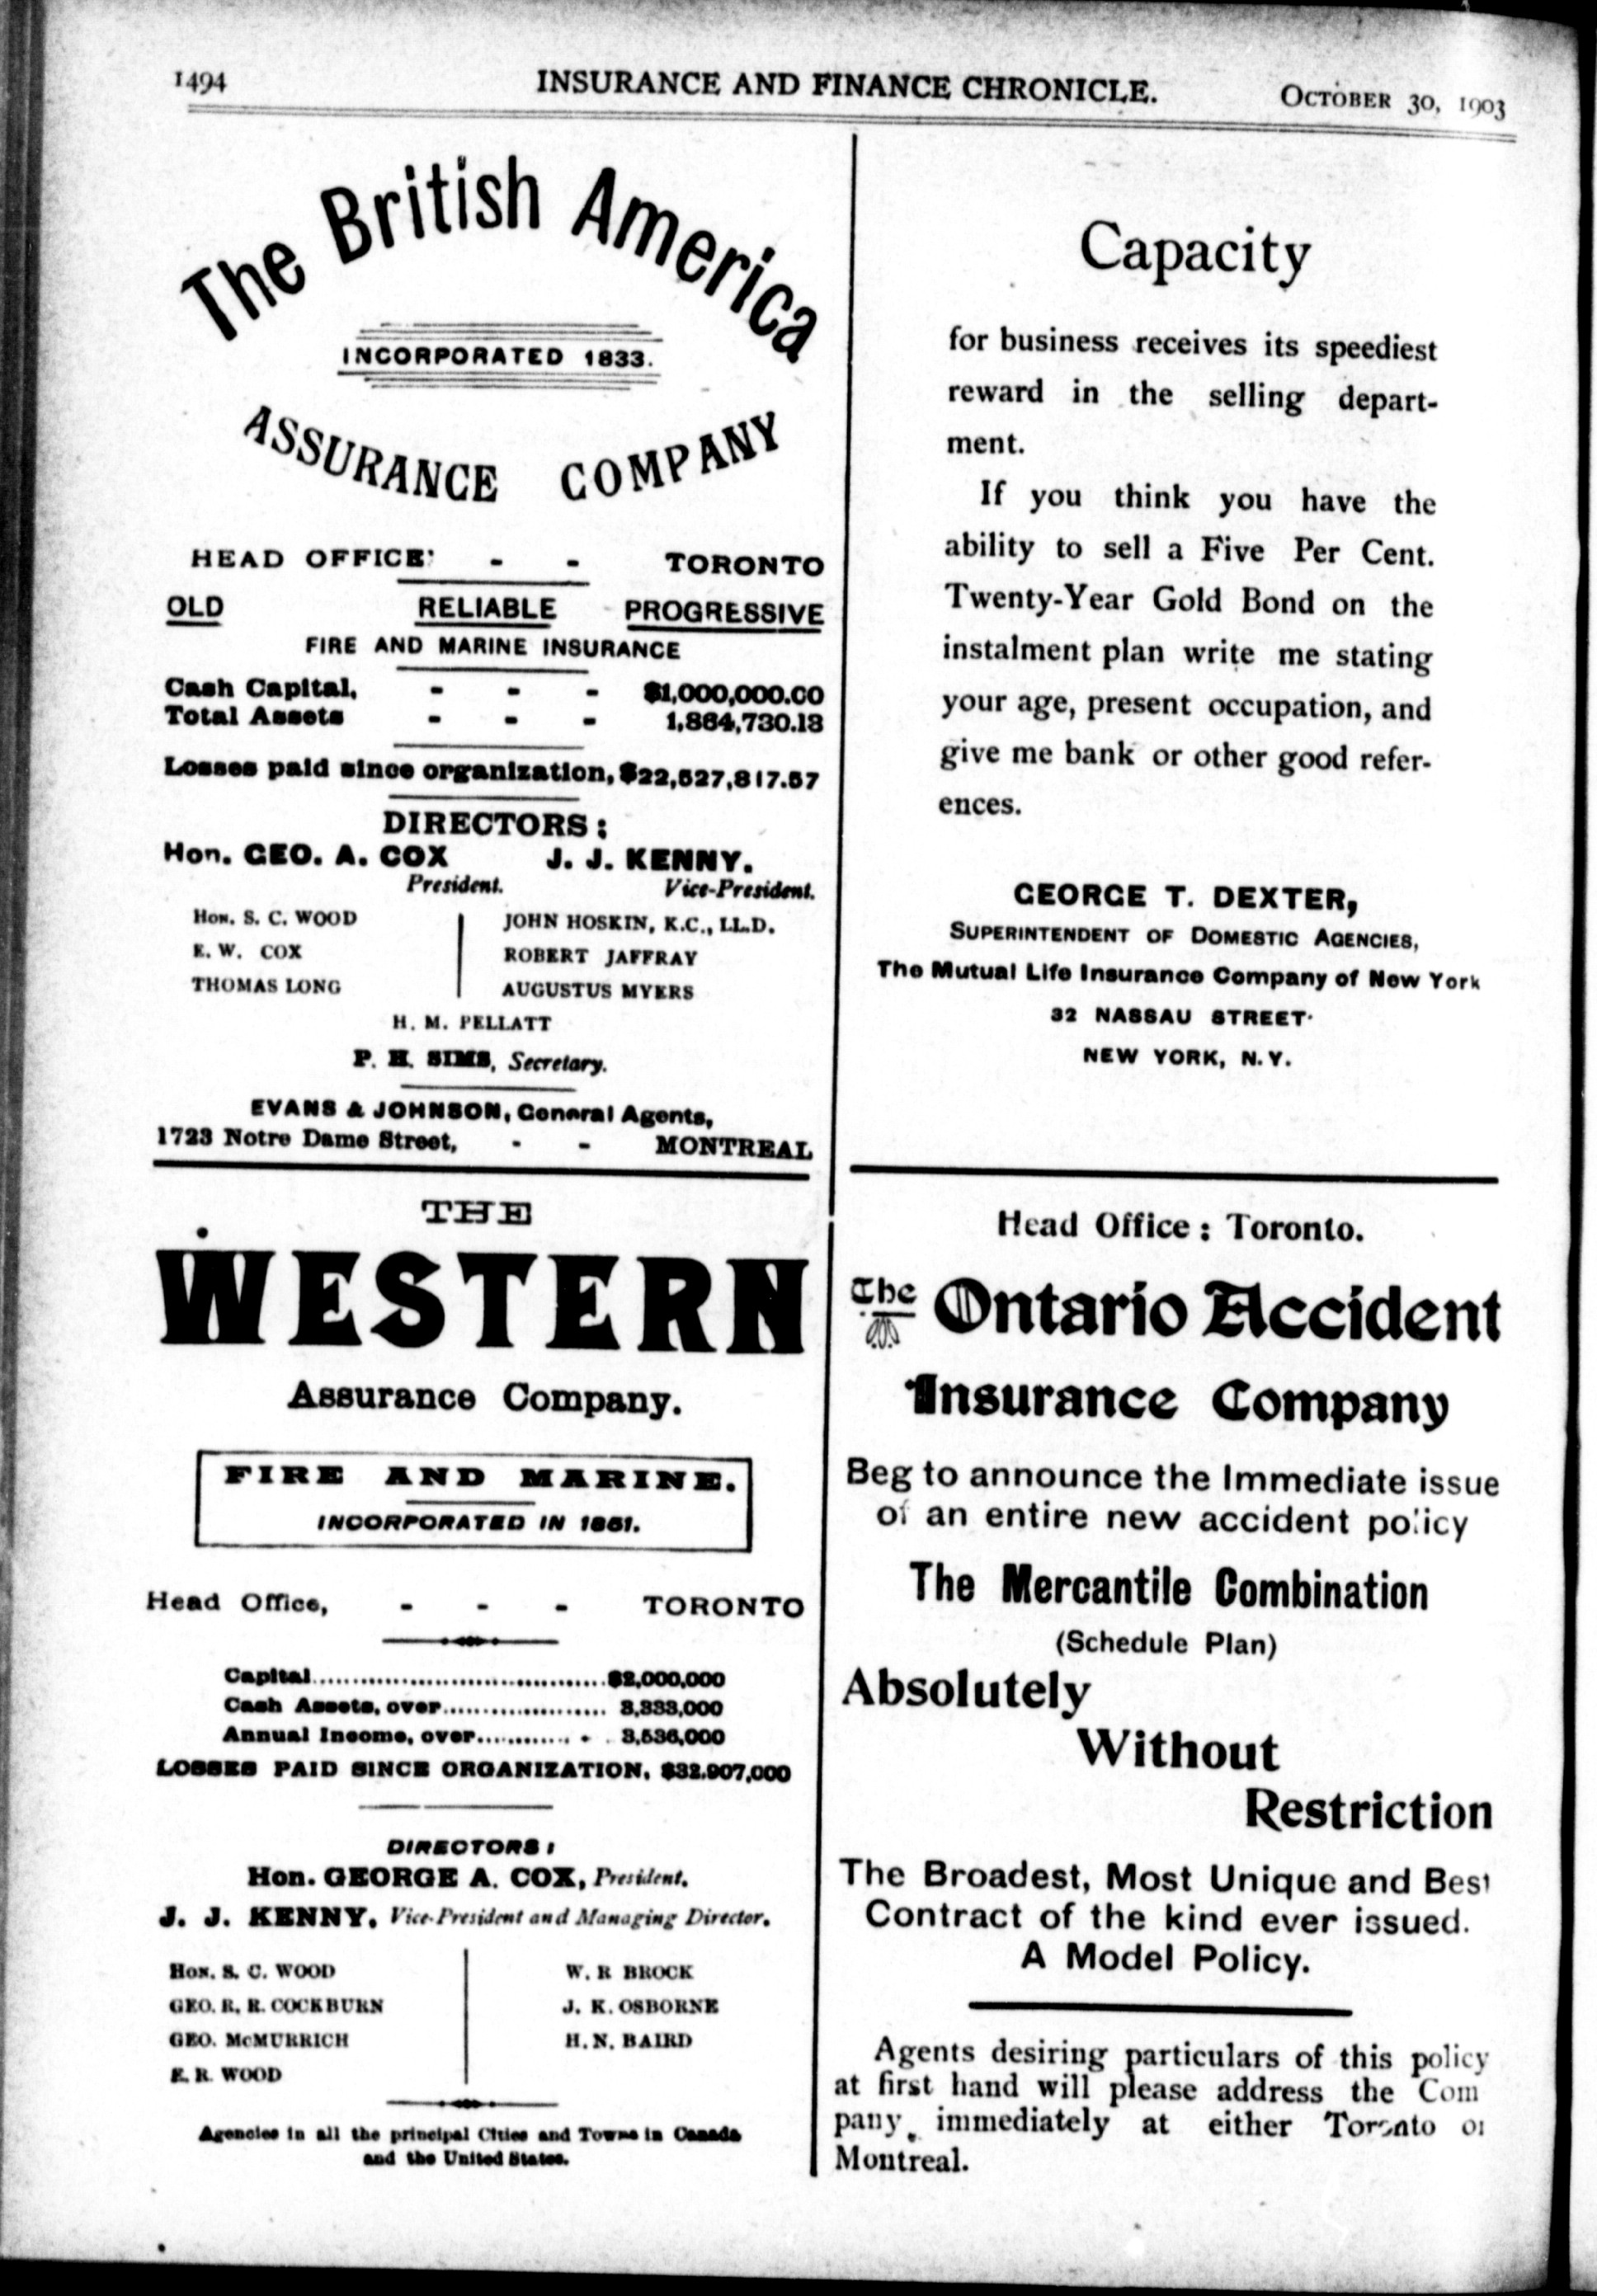 1494
INSURANCE AND FINANCE CHRONICLE.
OCTOBER 30, 1903
The British America
INCORPORATED 1833.
ASSURANCE COMPANY
HEAD OFFICE - - TORONTO
OLD RELIABLE PROGRESSIVE
FIRE AND MARINE INSURANCE
Cash Capital, - - - $1,000,000.00
Total Assets - - - 1,864,730.13
Losses paid since organization, $22,527,817.57
DIRECTORS:
Hon. GEO. A. COX J. J. KENNY.
President. Vice-President.
HON. S. C. WOOD JOHN HOSKIN, K.C., LL.D.
E. W. COX ROBERT JAFFRAY
THOMAS LONG AUGUSTUS MYERS
H. M. PELLATT
P. H. SIMS, Secretary.
EVANS & JOHNSON, General Agents,
1723 Notre Dame Street, - - MONTREAL
THE
WESTERN
Assurance Company.
FIRE AND MARINE.
INCORPORATED IN 1851.
Head Office, - - - TORONTO
Capital....................................$2,000,000
Cash Assets, over.................... 3,333,000
Annual Income, over............ 3,536,000
LOSSES PAID SINCE ORGANIZATION, $32,907,000
DIRECTORS:
Hon. GEORGE A. COX, President.
J. J. KENNY, Vice-President and Managing Director.
HON. S. C. WOOD W. R BROCK
GEO. R. R. COCKBURN J. K. OSBORNE
GEO. McMURRICH H. N. BAIRD
E. R. WOOD
Agencies in all the principal Cities and Towns in Canada
and the United States.
Capacity
for business receives its speediest
reward in the selling depart-
ment.
If you think you have the
ability to sell a Five Per Cent.
Twenty-Year Gold Bond on the
instalment plan write me stating
your age, present occupation, and
give me bank or other good refer-
ences.
GEORGE T. DEXTER,
SUPERINTENDENT OF DOMESTIC AGENCIES,
The Mutual Life Insurance Company of New York
32 NASSAU STREET
NEW YORK, N.Y.
Head Office: Toronto.
The Ontario Accident
Insurance Company
Beg to announce the Immediate issue
of an entire new accident policy
The Mercantile Combination
(Schedule Plan)
Absolutely
Without
Restriction
The Broadest, Most Unique and Best
Contract of the kind ever issued.
A Model Policy.
Agents desiring particulars of this policy
at first hand will please address the Com
pany immediately at either Toronto or
Montreal.